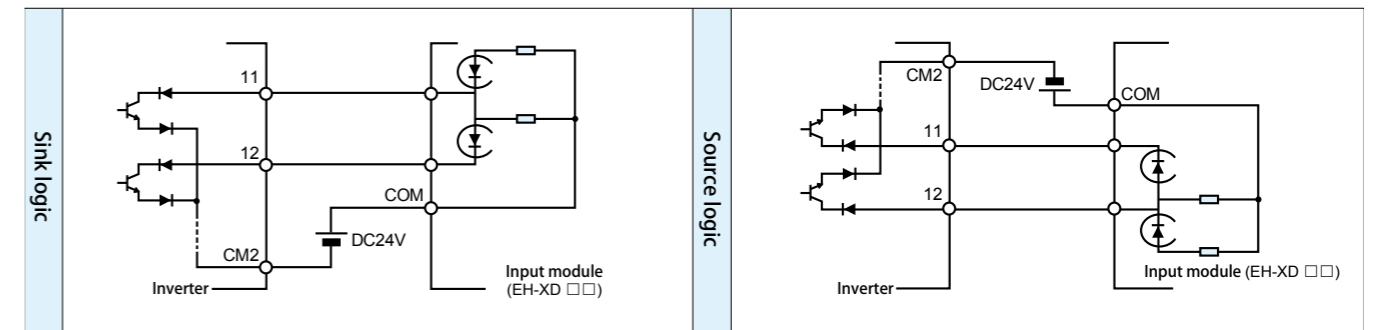 Sink logic
11
12
COM
DC24V
CM2
Inverter
Input module
(EH-XD □□)
Source logic
CM2
DC24V
COM
11
12
Inverter
Input module (EH-XD □□)